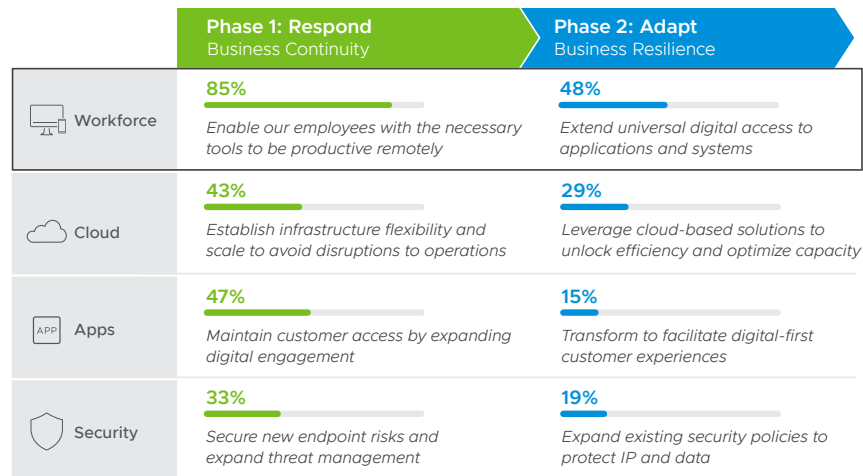 Phase 1: Respond
Business Continuity
Phase 2: Adapt
Business Resilience
Workforce
85%
Enable our employees with the necessary
tools to be productive remotely
48%
Extend universal digital access to
applications and systems
Cloud
43%
Establish infrastructure flexibility and
scale to avoid disruptions to operations
29%
Leverage cloud-based solutions to
unlock efficiency and optimize capacity
APP
Apps
47%
Maintain customer access by expanding
digital engagement
15%
Transform to facilitate digital-first
customer experiences
Security
33%
Secure new endpoint risks and
expand threat management
19%
Expand existing security policies to
protect IP and data